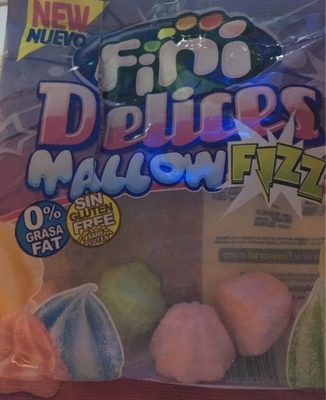 NEW
NUEVO
Fini
Delices
MALLOW FIZZ
0%
GRASA
FAT
SIN
GLUTEN
FREE